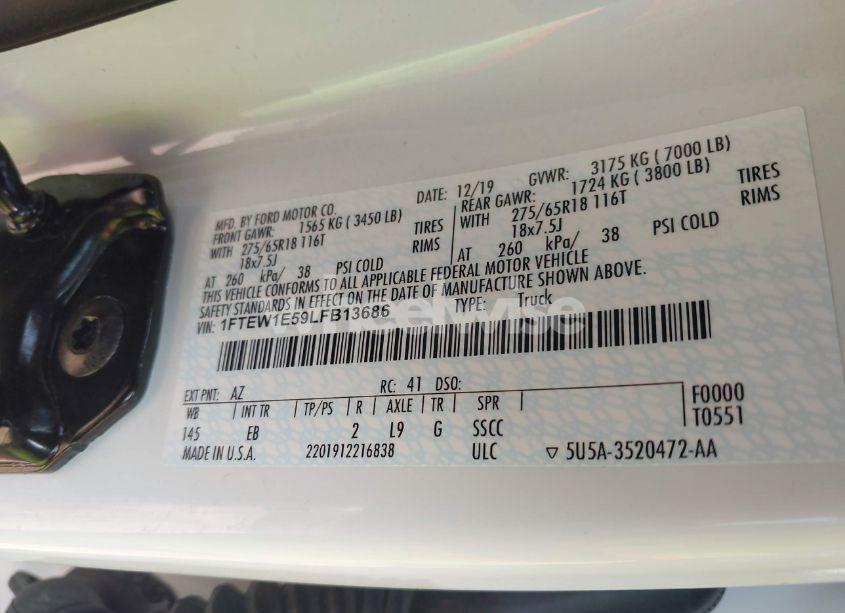 MFD. BY FORD MOTOR CO.
DATE: 12/19 GVWR: 3175 KG ( 7000 LB)
FRONT GAWR: 1565 KG ( 3450 LB) REAR GAWR: 1724 KG ( 3800 LB)
WITH 275/65R18 116T TIRES WITH 275/65R18 116T TIRES
18x7.5J RIMS 18x7.5J RIMS
AT 260 kPa/ 38 PSI COLD AT 260 kPa/ 38 PSI COLD
THIS VEHICLE CONFORMS TO ALL APPLICABLE FEDERAL MOTOR VEHICLE
SAFETY STANDARDS IN EFFECT ON THE DATE OF MANUFACTURE SHOWN ABOVE.
VIN: 1FTEW1E59LFB13686 TYPE: Truck
EXT PNT: AZ RC: 41 DSO:
WB INT TR TP/PS R AXLE TR SPR F0000
145 EB 2 L9 G SSCC T0551
MADE IN U.S.A. 2201912216838 ULC ▽ 5U5A-3520472-AA